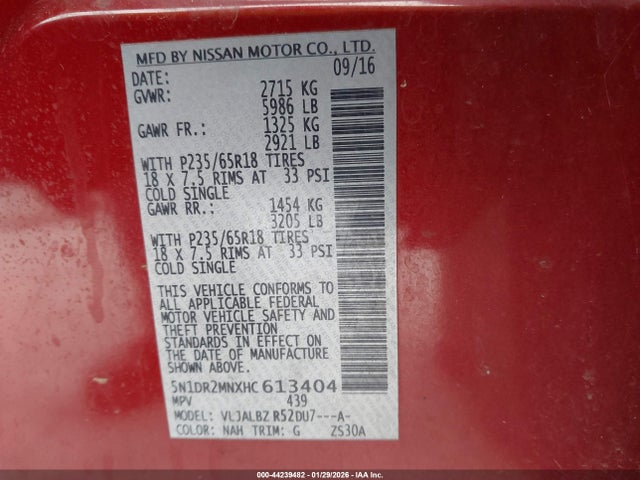 MFD BY NISSAN MOTOR CO., LTD.
DATE: 09/16
GVWR: 2715 KG
5986 LB
GAWR FR.: 1325 KG
2921 LB
WITH P235/65R18 TIRES
18 X 7.5 RIMS AT 33 PSI
COLD SINGLE
GAWR RR.: 1454 KG
3205 LB
WITH P235/65R18 TIRES
18 X 7.5 RIMS AT 33 PSI
COLD SINGLE
THIS VEHICLE CONFORMS TO
ALL APPLICABLE FEDERAL
MOTOR VEHICLE SAFETY AND
THEFT PREVENTION
STANDARDS IN EFFECT ON THE
DATE OF MANUFACTURE
SHOWN ABOVE.
5N1DR2MNXHC613404
MPV 439
MODEL: VLJALBZ R52DU7---A-
COLOR: NAH TRIM: G ZS30A
000-44239482 - 01/29/2026 - IAA Inc.